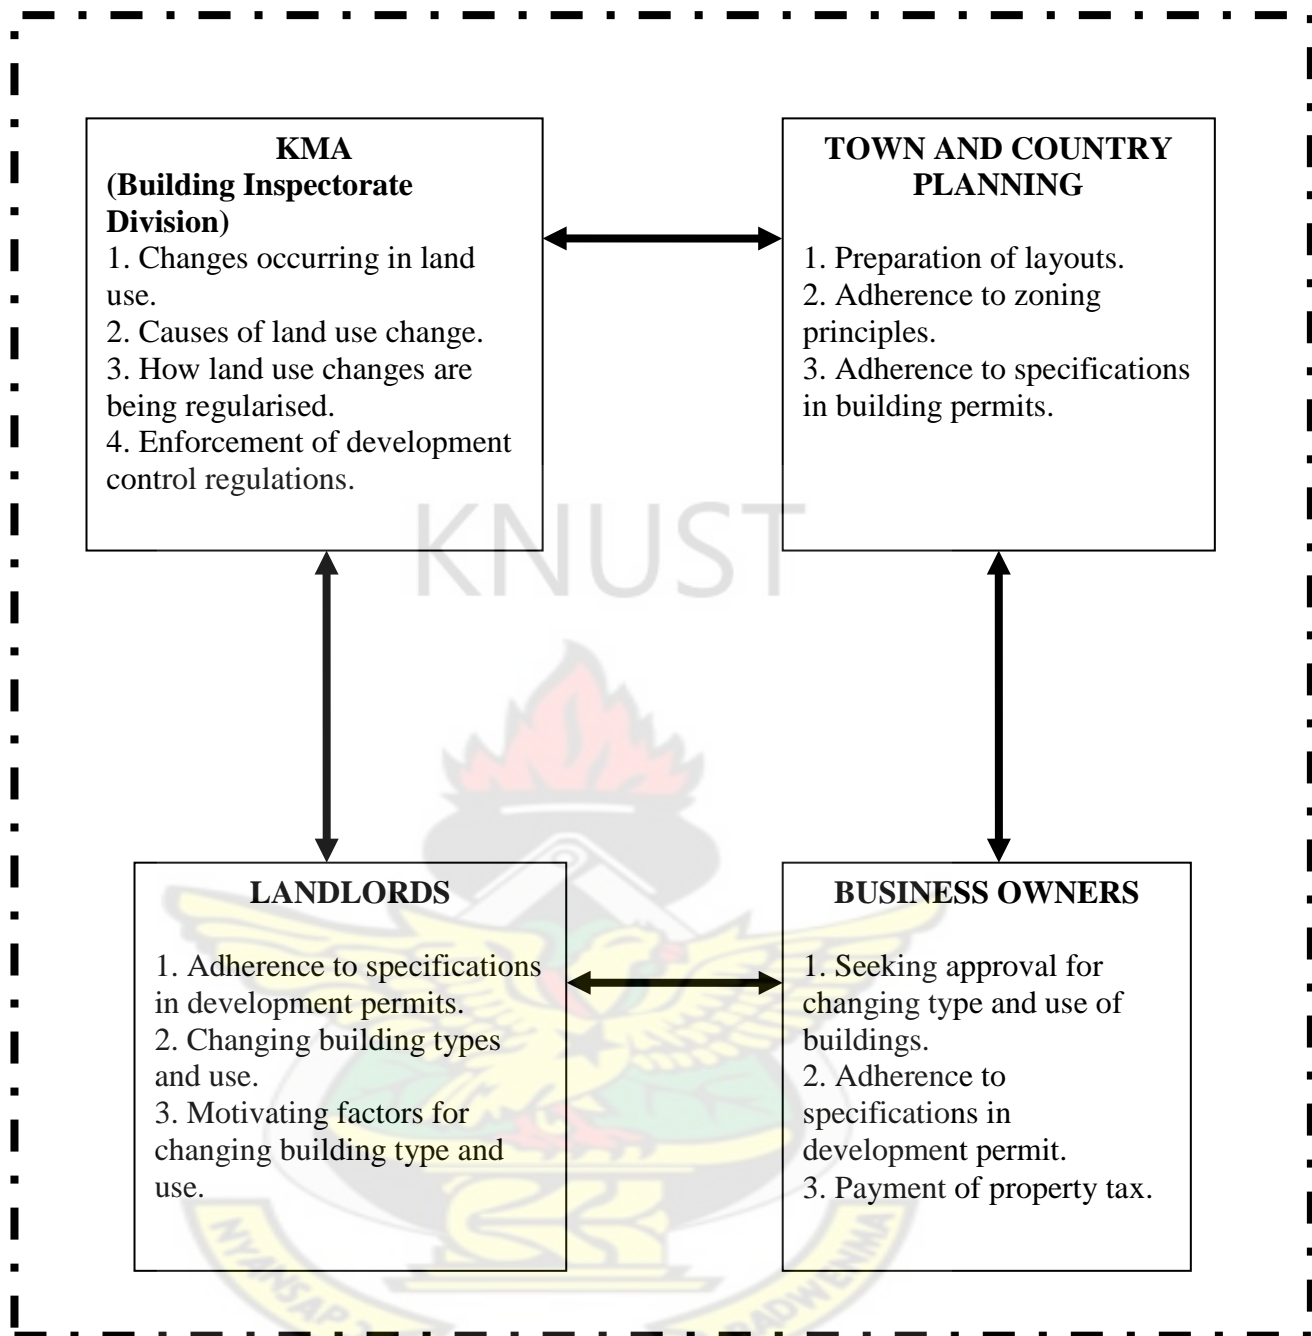 KMA
(Building Inspectorate
Division)
1. Changes occurring in land
use.
2. Causes of land use change.
3. How land use changes are
being regularised.
4. Enforcement of development
control regulations.
TOWN AND COUNTRY
PLANNING
1. Preparation of layouts.
2. Adherence to zoning
principles.
3. Adherence to specifications
in building permits.
KNUST
LANDLORDS
1. Adherence to specifications
in development permits.
2. Changing building types
and use.
3. Motivating factors for
changing building type and
use.
BUSINESS OWNERS
1. Seeking approval for
changing type and use of
buildings.
2. Adherence to
specifications in
development permit.
3. Payment of property tax.
NYANSAP
BADWENMA